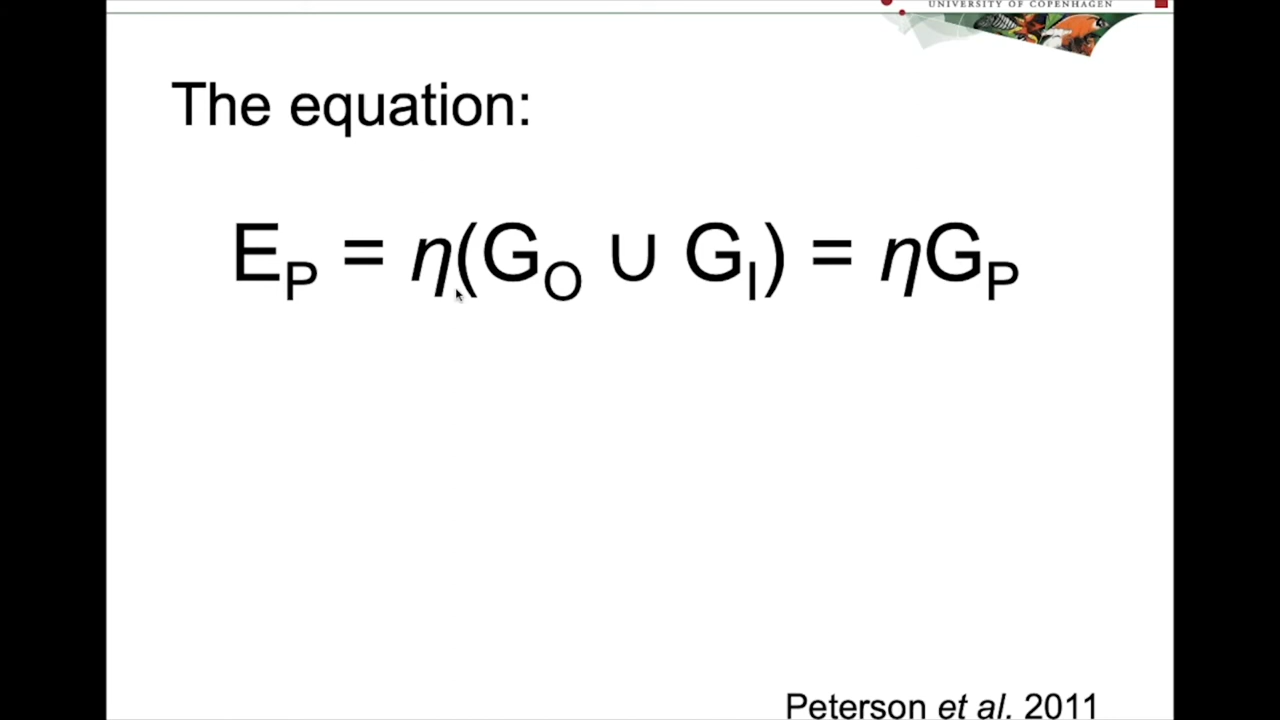 UNIVERSITY OF COPENHAGEN
The equation:
E_P = η(G_O ∪ G_I) = ηG_P
Peterson et al. 2011